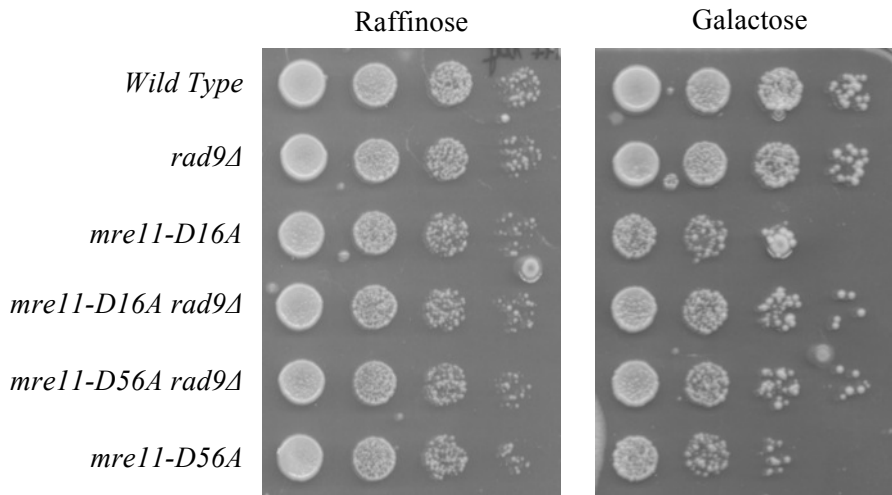 Raffinose
Galactose
Wild Type
rad9Δ
mre11-D16A
mre11-D16A rad9Δ
mre11-D56A rad9Δ
mre11-D56A